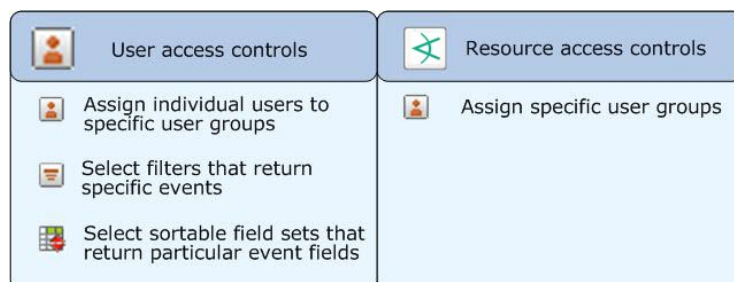 User access controls
Assign individual users to
specific user groups
Select filters that return
specific events
Select sortable field sets that
return particular event fields
Resource access controls
Assign specific user groups